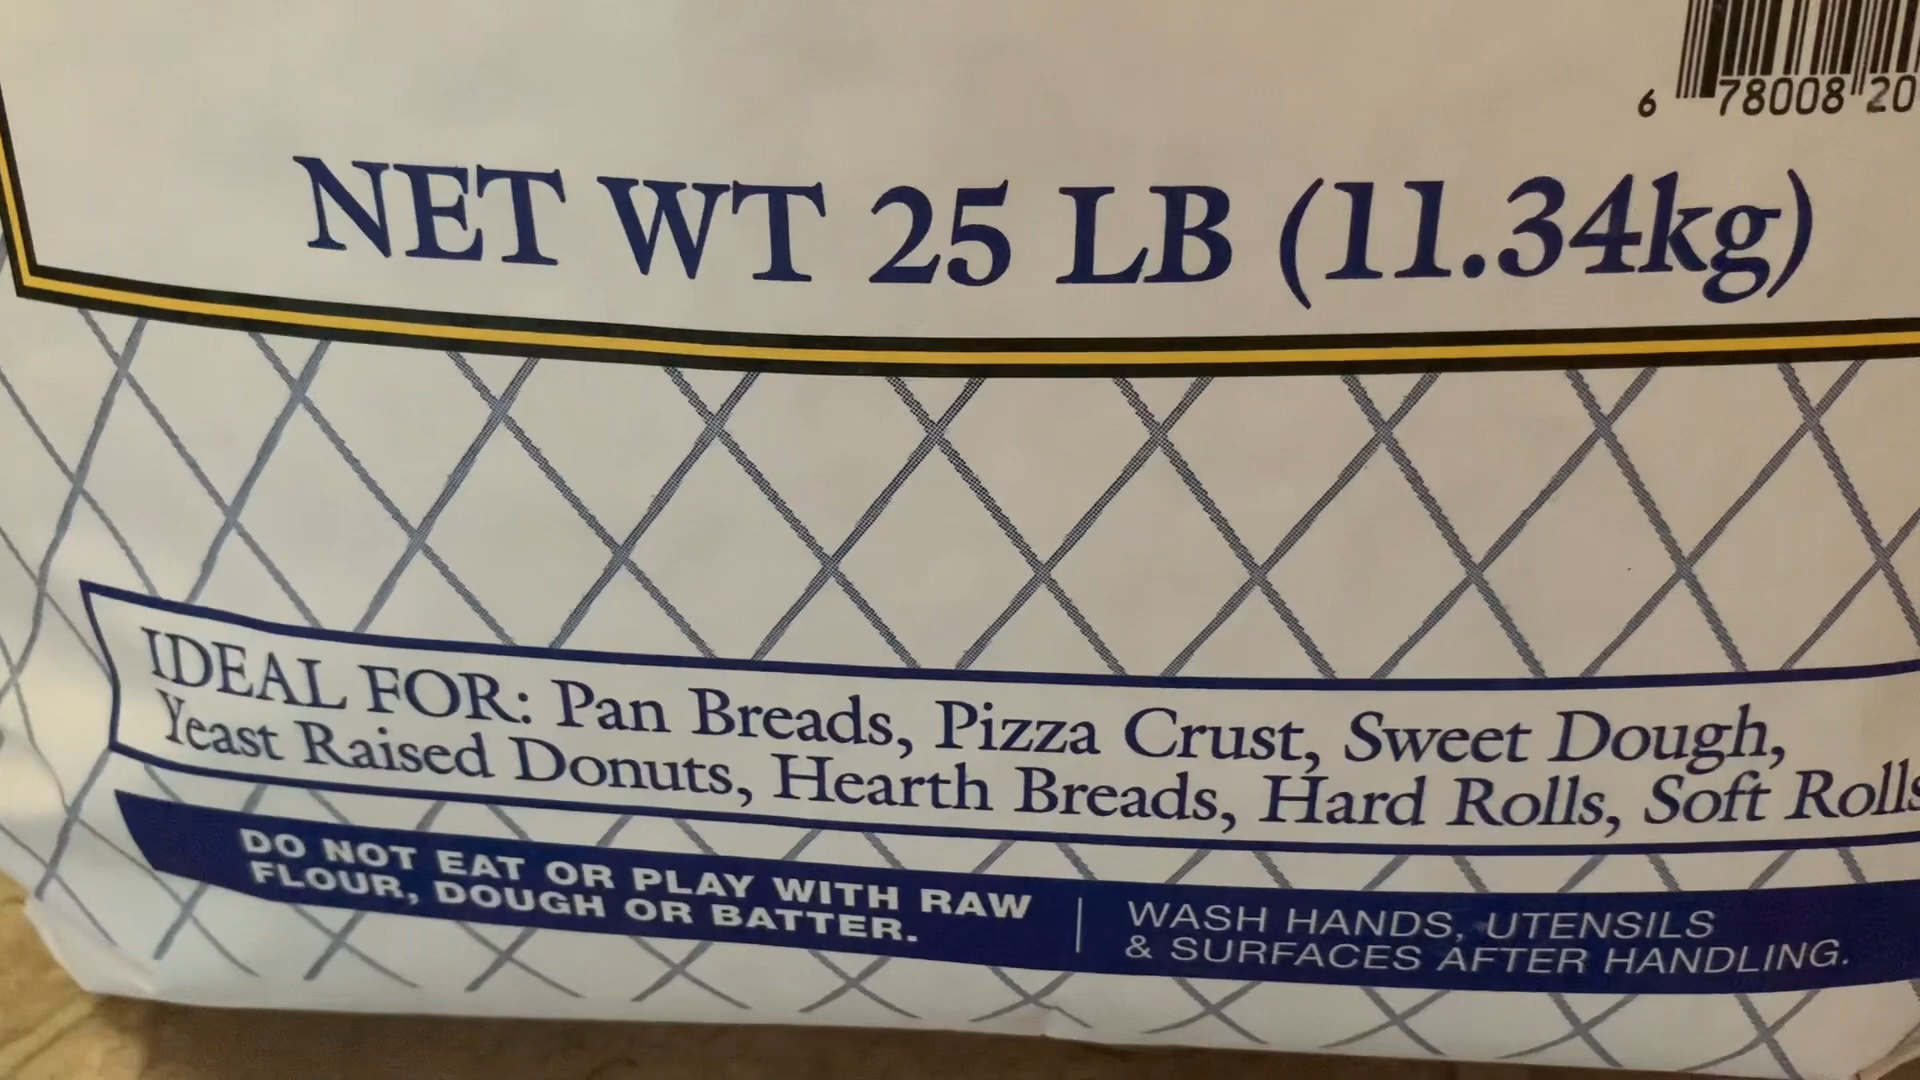 6 78008 20
NET WT 25 LB (11.34kg)
IDEAL FOR: Pan Breads, Pizza Crust, Sweet Dough,
Yeast Raised Donuts, Hearth Breads, Hard Rolls, Soft Rolls
DO NOT EAT OR PLAY WITH RAW
FLOUR, DOUGH OR BATTER.
WASH HANDS, UTENSILS
& SURFACES AFTER HANDLING.